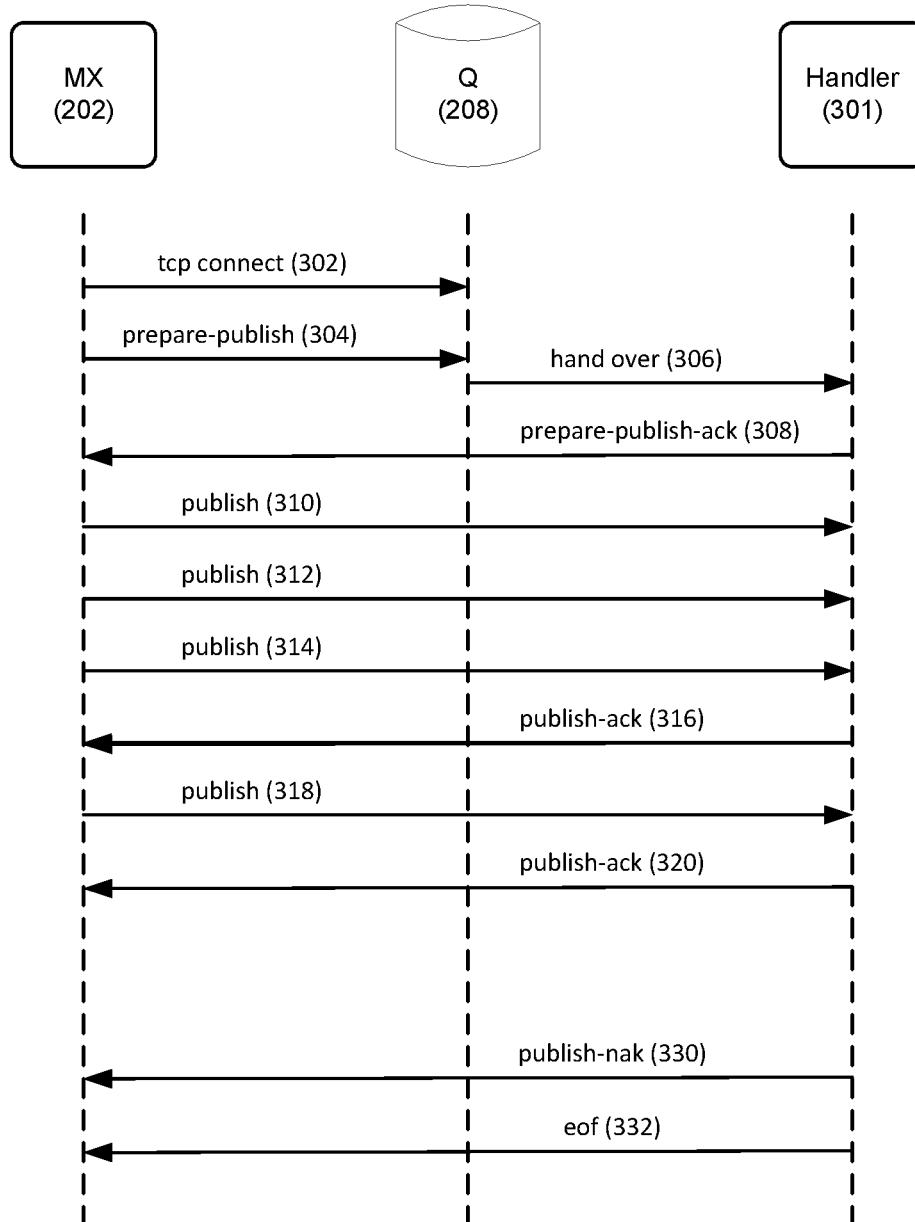 MX
(202)
Q
(208)
Handler
(301)
tcp connect (302)
prepare-publish (304)
hand over (306)
prepare-publish-ack (308)
publish (310)
publish (312)
publish (314)
publish-ack (316)
publish (318)
publish-ack (320)
publish-nak (330)
eof (332)